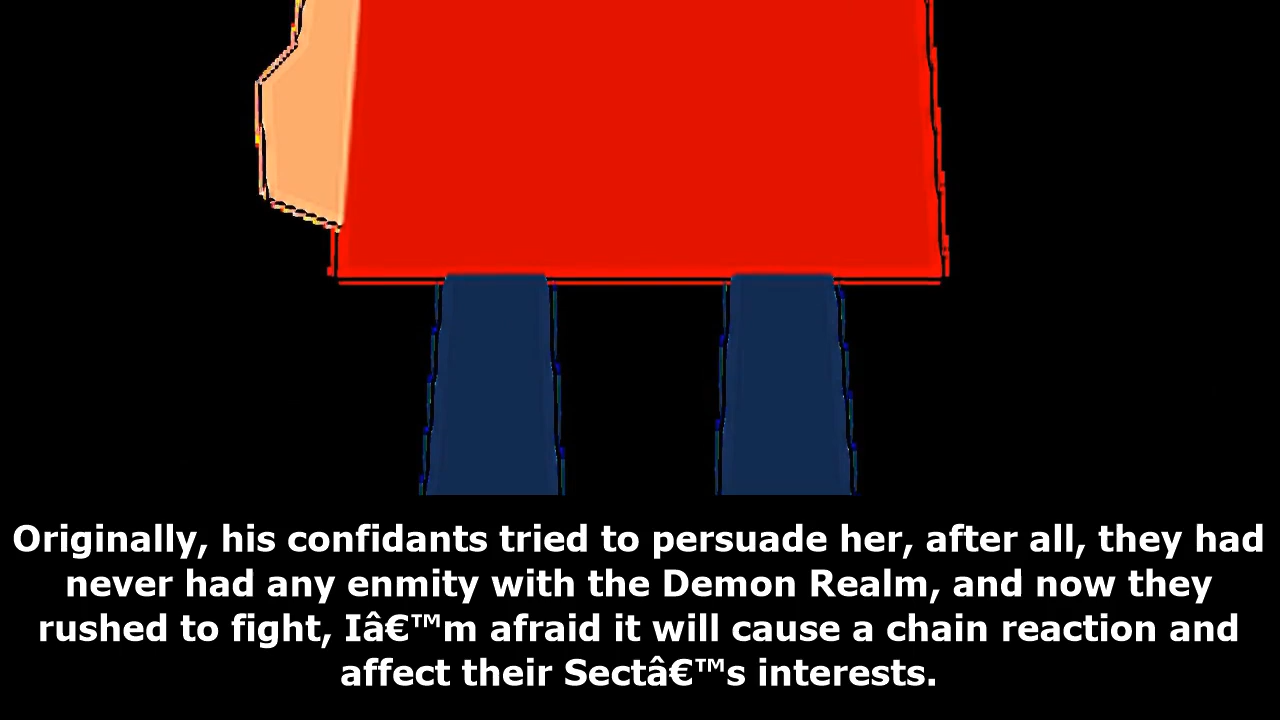 Originally, his confidants tried to persuade her, after all, they had
never had any enmity with the Demon Realm, and now they
rushed to fight, Iâ€™m afraid it will cause a chain reaction and
affect their Sectâ€™s interests.